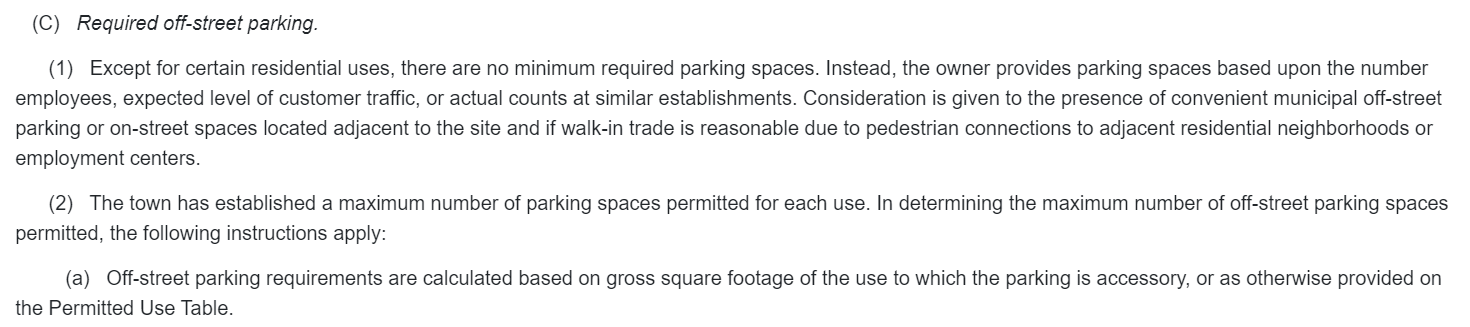 (C) Required off-street parking.
(1) Except for certain residential uses, there are no minimum required parking spaces. Instead, the owner provides parking spaces based upon the number
employees, expected level of customer traffic, or actual counts at similar establishments. Consideration is given to the presence of convenient municipal off-street
parking or on-street spaces located adjacent to the site and if walk-in trade is reasonable due to pedestrian connections to adjacent residential neighborhoods or
employment centers.
(2) The town has established a maximum number of parking spaces permitted for each use. In determining the maximum number of off-street parking spaces
permitted, the following instructions apply:
(a) Off-street parking requirements are calculated based on gross square footage of the use to which the parking is accessory, or as otherwise provided on
the Permitted Use Table.